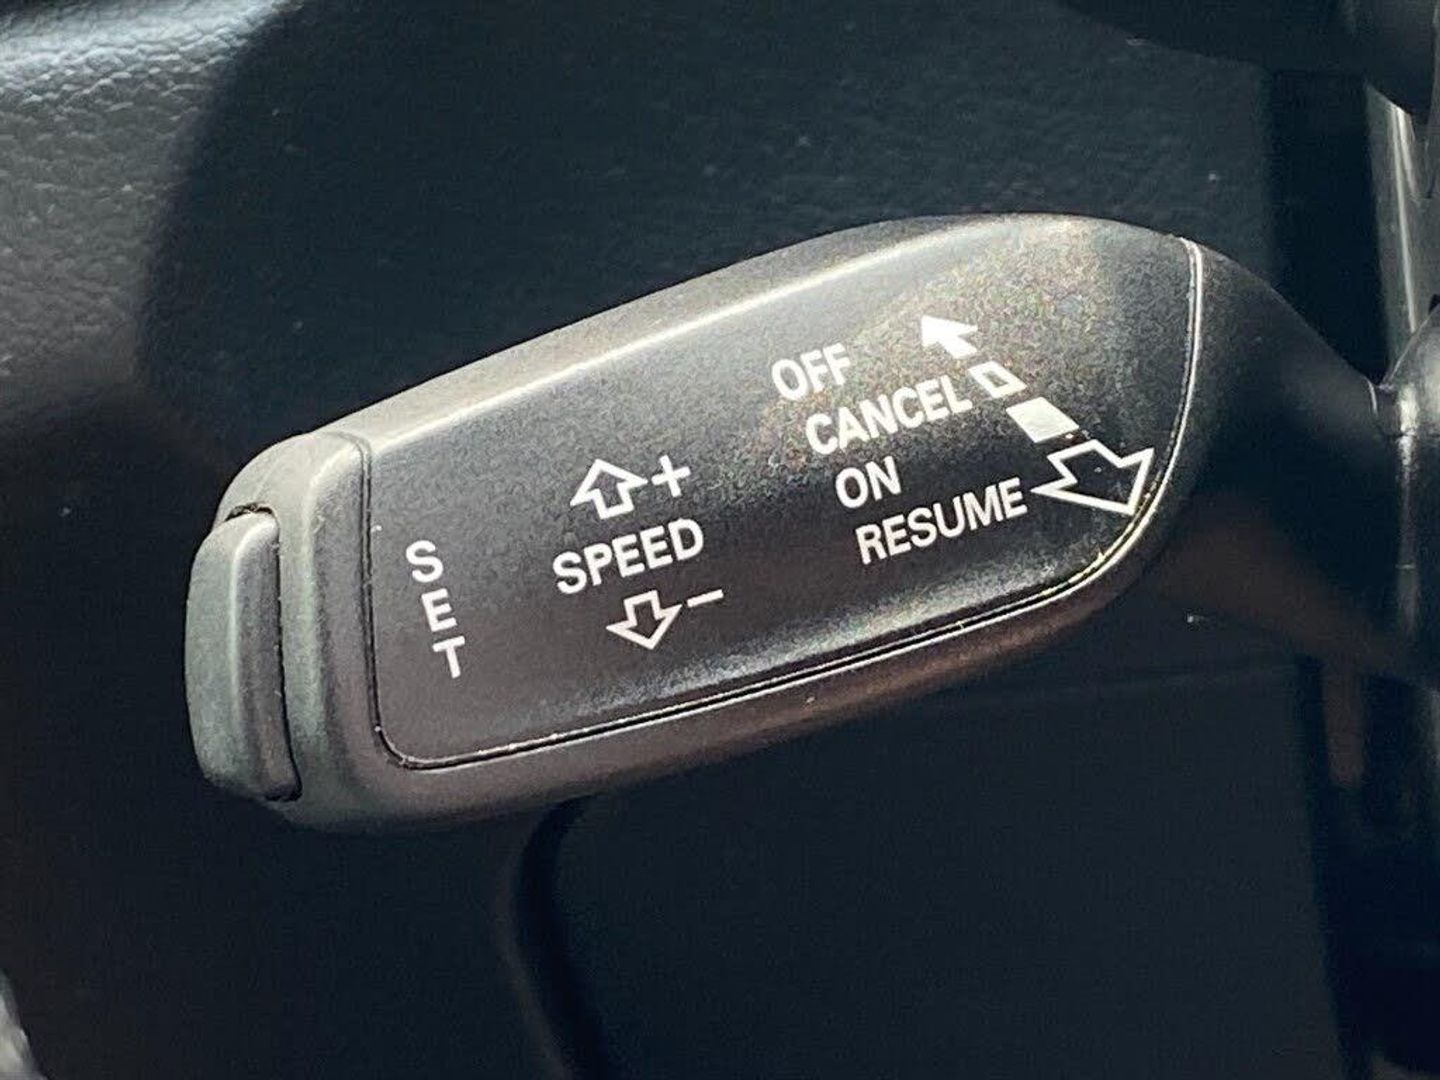 OFF
CANCEL
ON
RESUME
+
SPEED
-
SET